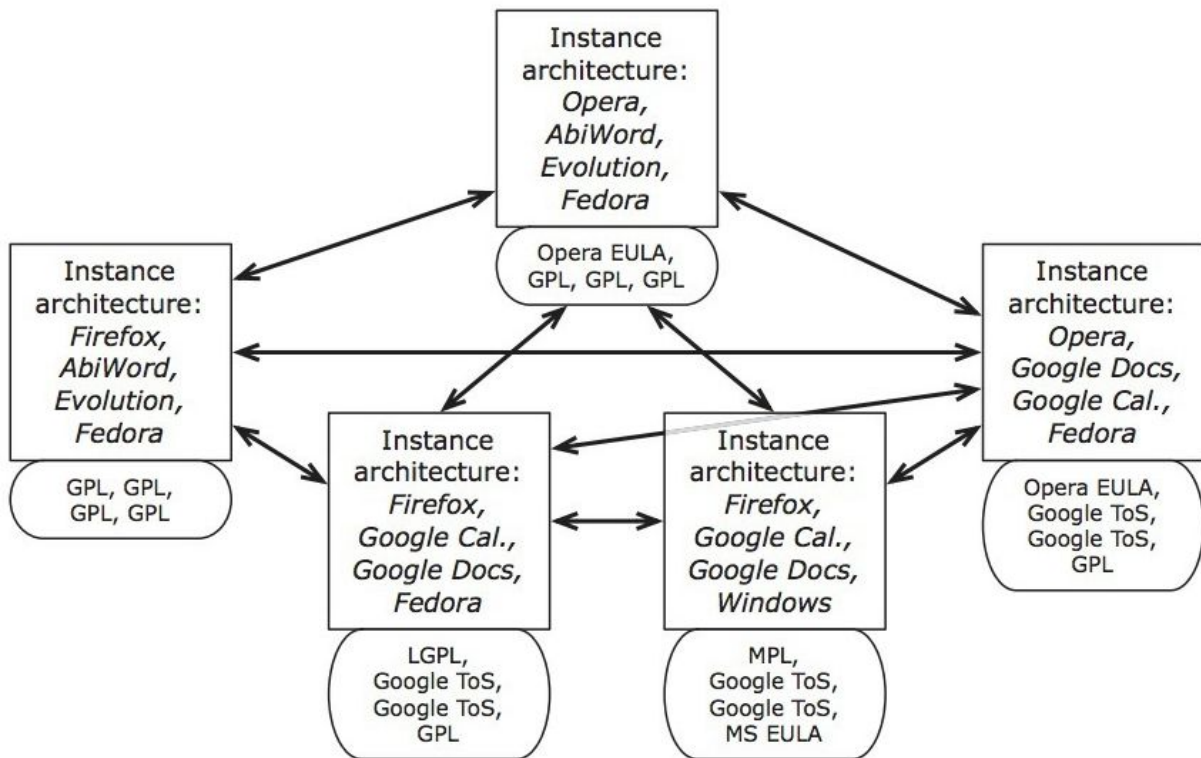 Instance
architecture:
Opera,
AbiWord,
Evolution,
Fedora
Opera EULA,
GPL, GPL, GPL
Instance
architecture:
Firefox,
AbiWord,
Evolution,
Fedora
GPL, GPL,
GPL, GPL
Instance
architecture:
Opera,
Google Docs,
Google Cal.,
Fedora
Opera EULA,
Google ToS,
Google ToS,
GPL
Instance
architecture:
Firefox,
Google Cal.,
Google Docs,
Fedora
LGPL,
Google ToS,
Google ToS,
GPL
Instance
architecture:
Firefox,
Google Cal.,
Google Docs,
Windows
MPL,
Google ToS,
Google ToS,
MS EULA